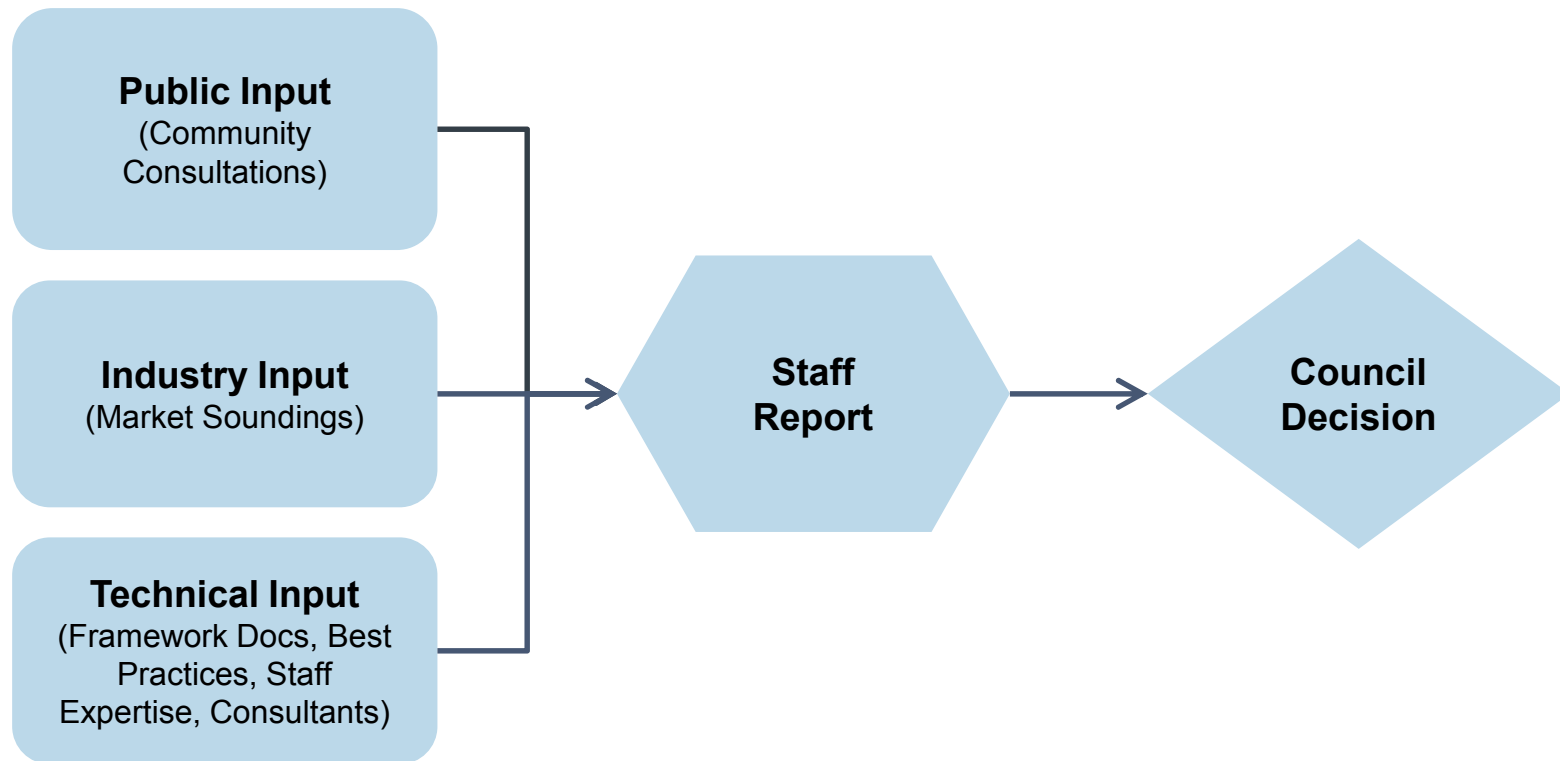 Public Input
(Community
Consultations)
Industry Input
(Market Soundings)
Technical Input
(Framework Docs, Best
Practices, Staff
Expertise, Consultants)
Staff
Report
Council
Decision